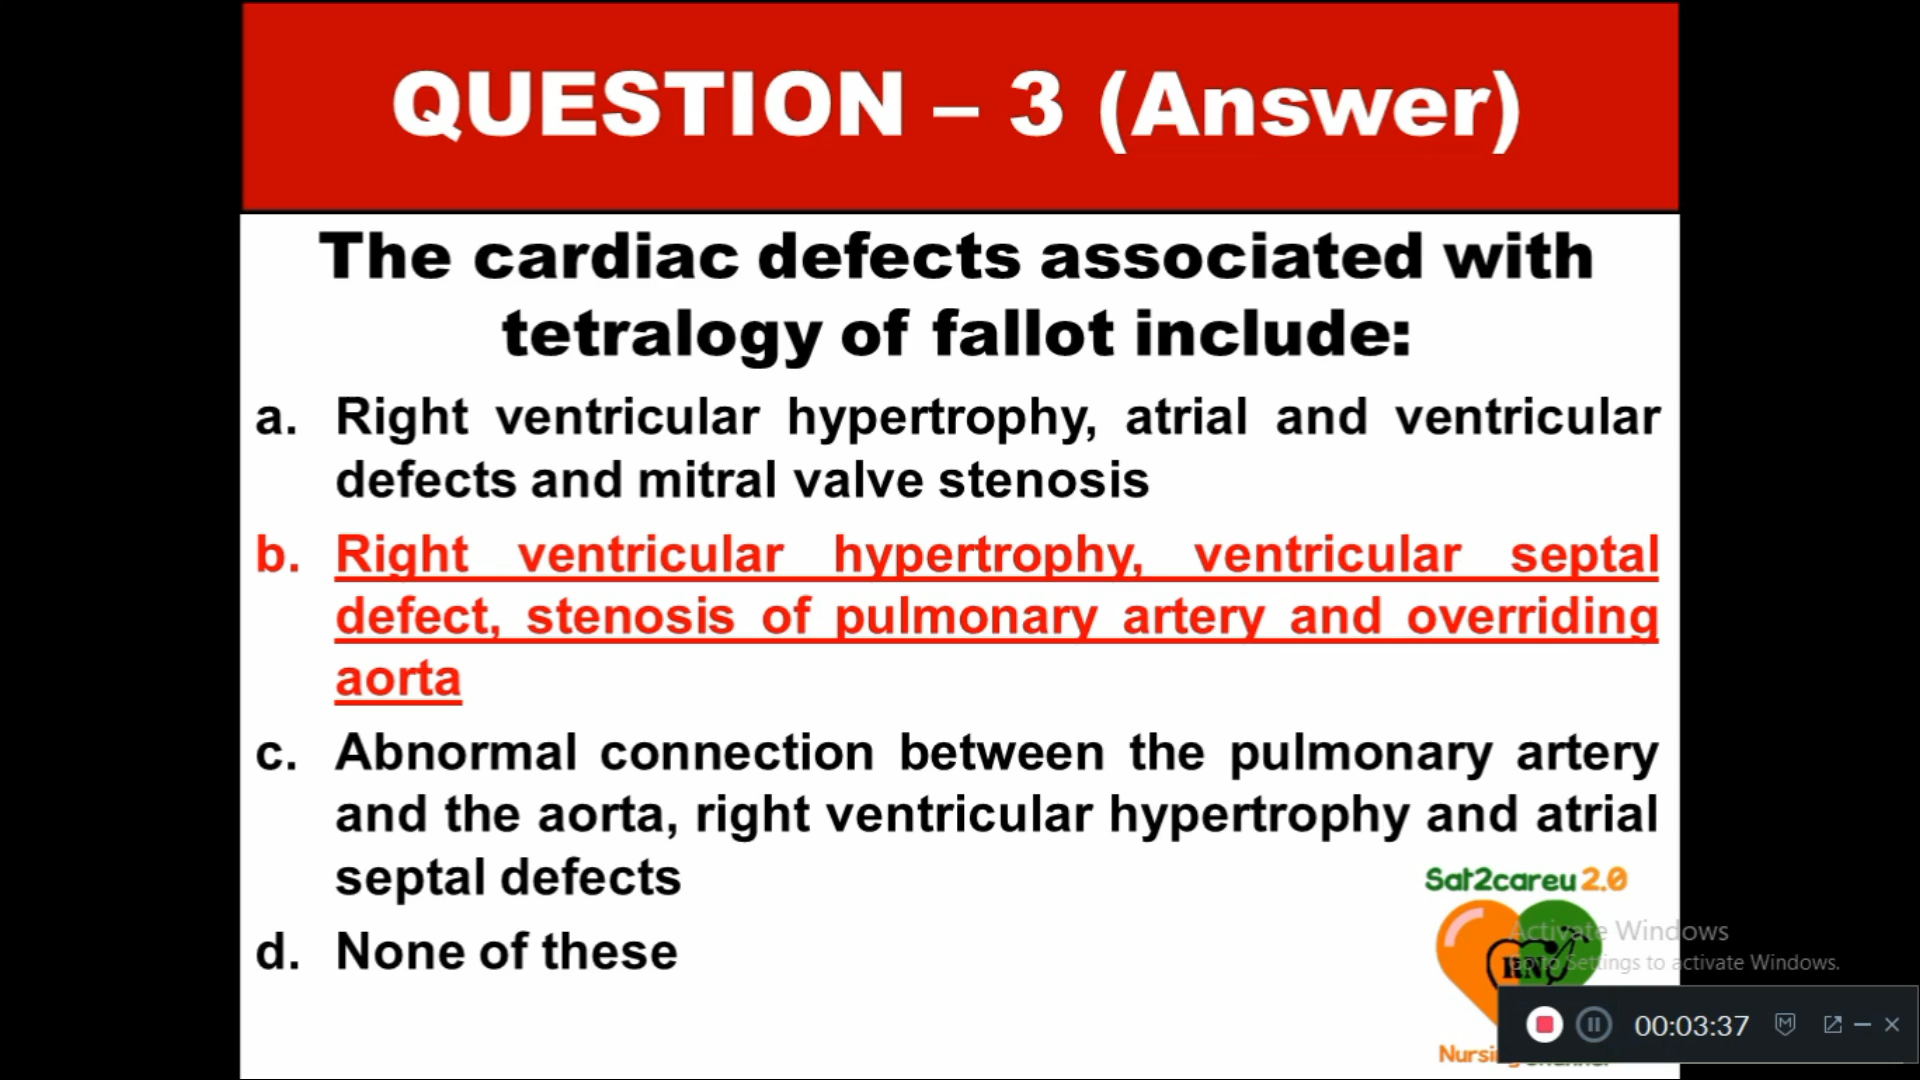 QUESTION – 3 (Answer)
The cardiac defects associated with
tetralogy of fallot include:
a. Right ventricular hypertrophy, atrial and ventricular
defects and mitral valve stenosis
b. Right ventricular hypertrophy, ventricular septal
defect, stenosis of pulmonary artery and overriding
aorta
c. Abnormal connection between the pulmonary artery
and the aorta, right ventricular hypertrophy and atrial
septal defects
d. None of these
Sat2careu 2.0
RN
Activate Windows
Go to Settings to activate Windows.
00:03:37